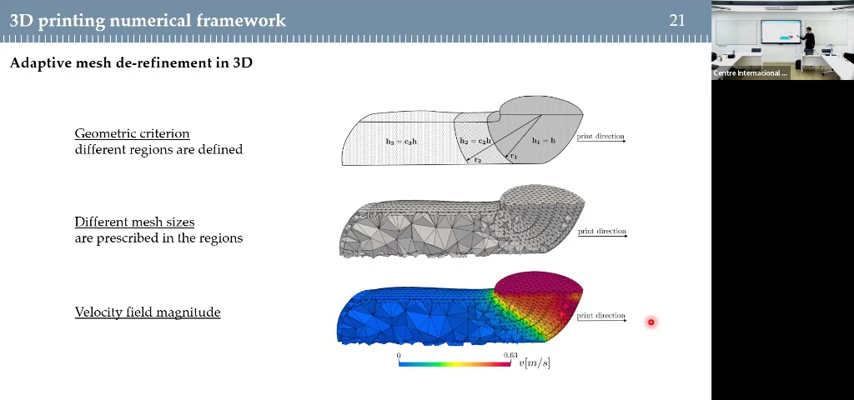 3D printing numerical framework
21
Adaptive mesh de-refinement in 3D
Geometric criterion
different regions are defined
h₃ = c₃h
h₂ = c₂h
h₁ = h
r₂
r₁
print direction
Different mesh sizes
are prescribed in the regions
print direction
Velocity field magnitude
print direction
0
0.63
v[m/s]
Centre Internacional ...